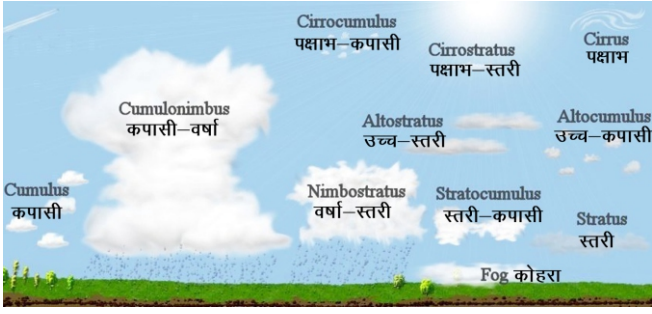 Cirrocumulus
पक्षाभ–कपासी
Cirrostratus
पक्षाभ–स्तरी
Cirrus
पक्षाभ
Cumulonimbus
कपासी–वर्षा
Altostratus
उच्च–स्तरी
Altocumulus
उच्च–कपासी
Cumulus
कपासी
Nimbostratus
वर्षा–स्तरी
Stratocumulus
स्तरी–कपासी
Stratus
स्तरी
Fog कोहरा